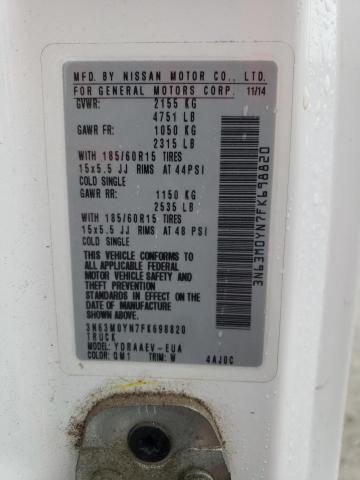 MFD. BY NISSAN MOTOR CO., LTD.
FOR GENERAL MOTORS CORP. 11/14
GVWR: 2155 KG
4751 LB
GAWR FR: 1050 KG
2315 LB
WITH 185/60R15 TIRES
15x5.5 JJ RIMS AT 44PSI
COLD SINGLE
GAWR RR: 1150 KG
2535 LB
WITH 185/60R15 TIRES
15x5.5 JJ RIMS AT 48 PSI
COLD SINGLE
THIS VEHICLE
CONFORMS TO ALL
APPLICABLE FEDERAL
MOTOR VEHICLE SAFETY
AND THEFT PREVENTION
STANDARDS IN EFFECT
ON THE DATE OF
MANUFACTURE SHOWN
ABOVE.
3N63M0YN7FK698820
TRUCK
MODEL: YDRAAEV-EUA
COLOR: QM1 TRIM: W 4AJ0C
3N63M0YN7FK698820